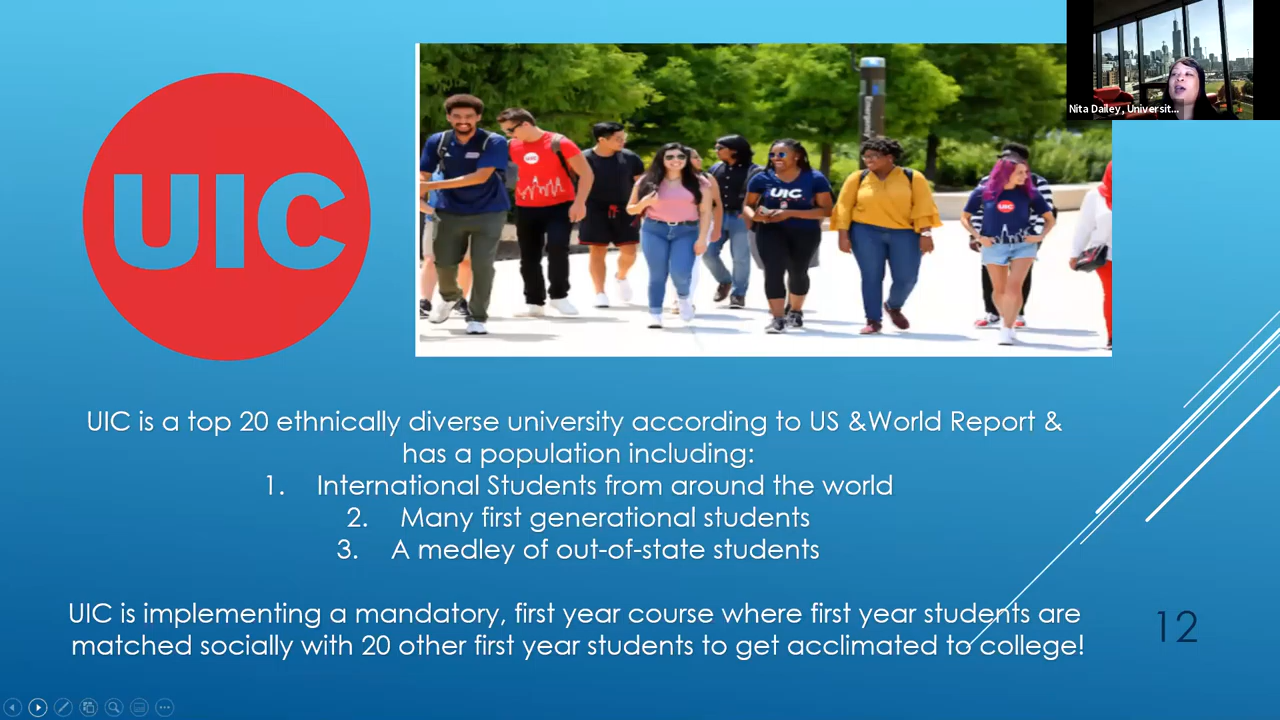 UIC
UIC
UIC
Nita Dailey, Universit...
UIC is a top 20 ethnically diverse university according to US &World Report &
has a population including:
1. International Students from around the world
2. Many first generational students
3. A medley of out-of-state students
UIC is implementing a mandatory, first year course where first year students are
matched socially with 20 other first year students to get acclimated to college!
12